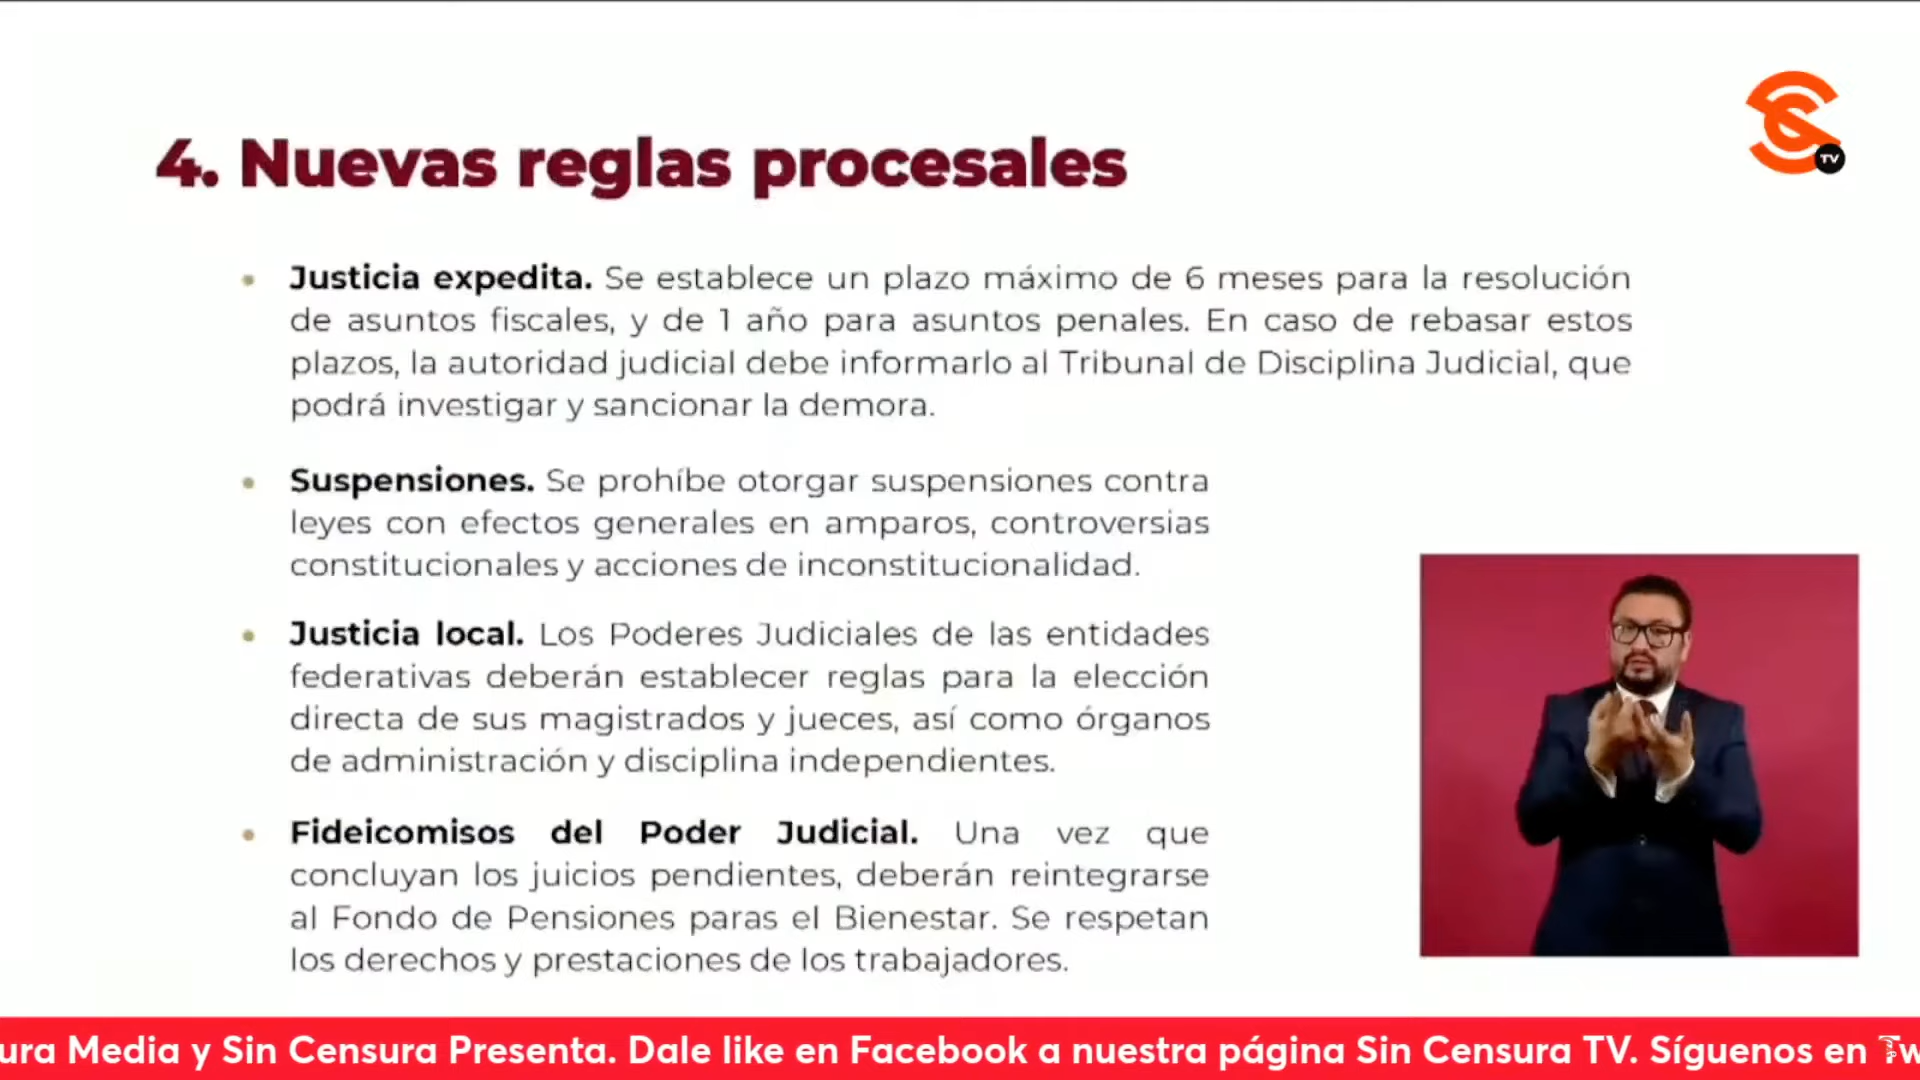 TV
4. Nuevas reglas procesales
• Justicia expedita. Se establece un plazo máximo de 6 meses para la resolución
de asuntos fiscales, y de 1 año para asuntos penales. En caso de rebasar estos
plazos, la autoridad judicial debe informarlo al Tribunal de Disciplina Judicial, que
podrá investigar y sancionar la demora.
• Suspensiones. Se prohíbe otorgar suspensiones contra
leyes con efectos generales en amparos, controversias
constitucionales y acciones de inconstitucionalidad.
• Justicia local. Los Poderes Judiciales de las entidades
federativas deberán establecer reglas para la elección
directa de sus magistrados y jueces, así como órganos
de administración y disciplina independientes.
• Fideicomisos del Poder Judicial. Una vez que
concluyan los juicios pendientes, deberán reintegrarse
al Fondo de Pensiones paras el Bienestar. Se respetan
los derechos y prestaciones de los trabajadores.
ura Media y Sin Censura Presenta. Dale like en Facebook a nuestra página Sin Censura TV. Síguenos en Tw